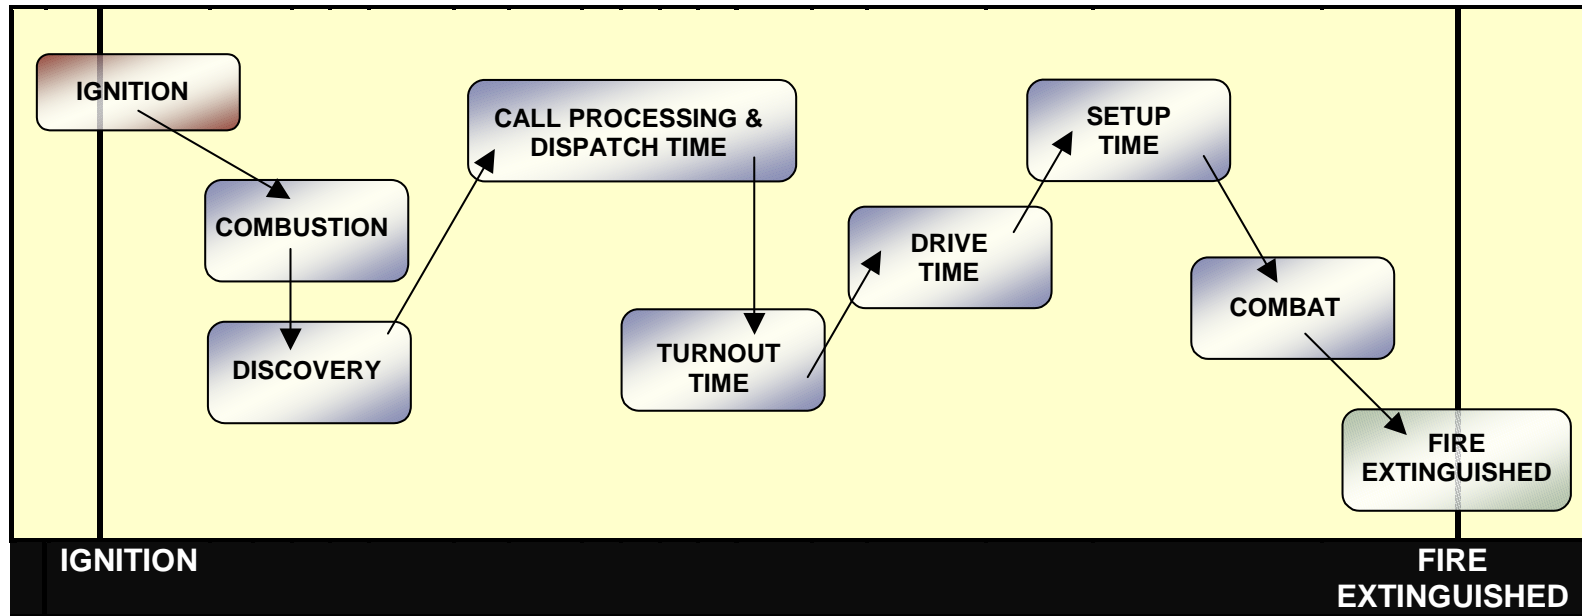 IGNITION
COMBUSTION
DISCOVERY
CALL PROCESSING &
DISPATCH TIME
TURNOUT
TIME
DRIVE
TIME
SETUP
TIME
COMBAT
FIRE
EXTINGUISHED
IGNITION
FIRE
EXTINGUISHED